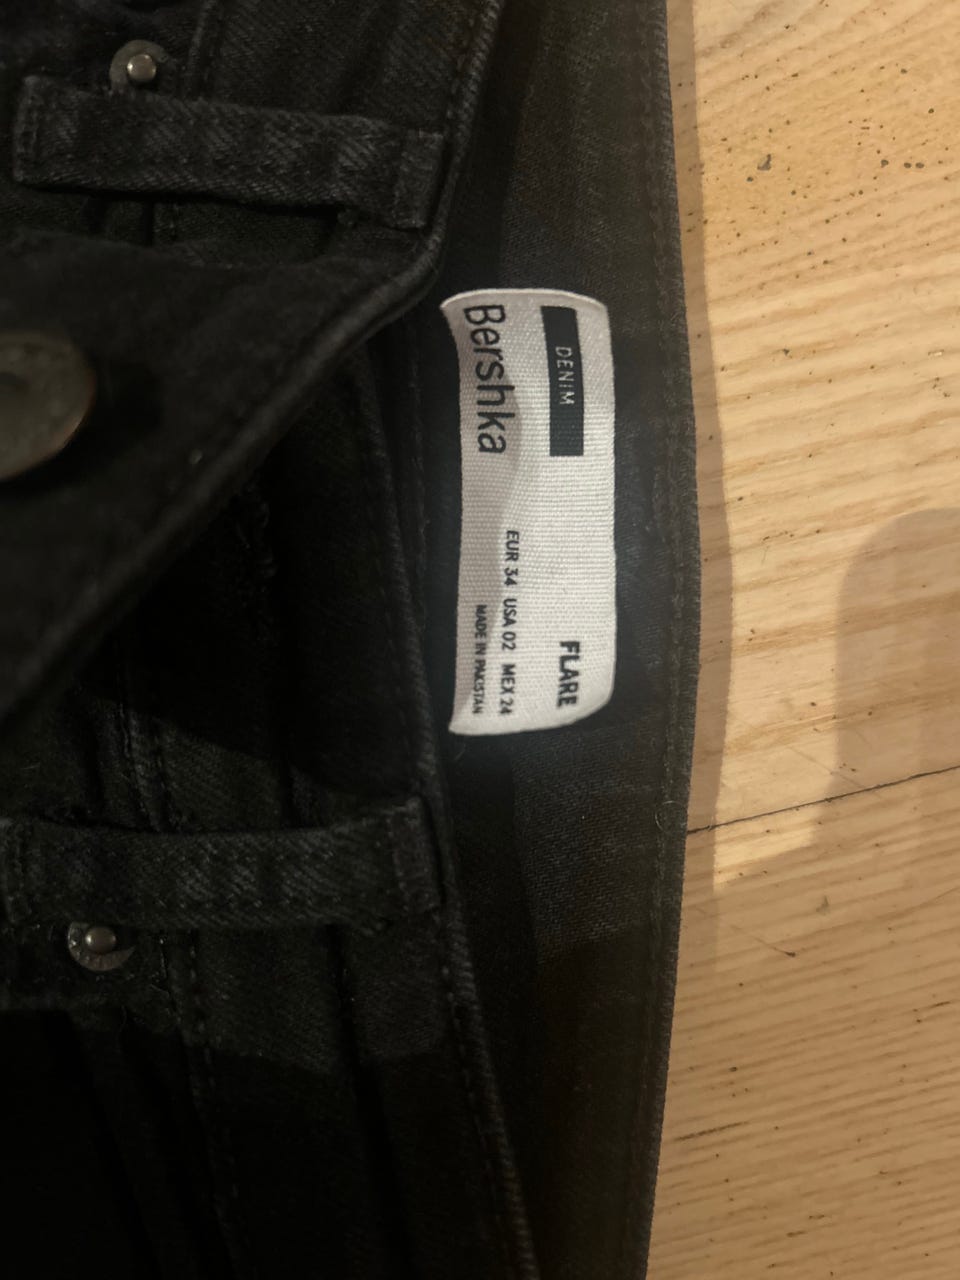 DENIM
Bershka
FLARE
EUR 34 USA 02 MEX 24
MADE IN PAKISTAN